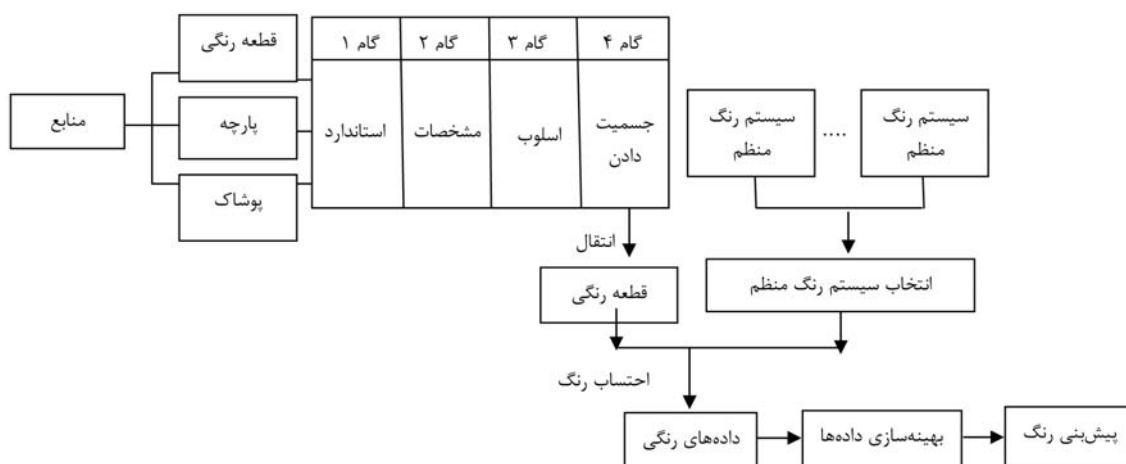 منابع
قطعه رنگی
پارچه
پوشاک
گام ۱
گام ۲
گام ۳
گام ۴
استاندارد
مشخصات
اسلوب
جسمیت
دادن
سیستم رنگ
منظم
....
سیستم رنگ
منظم
انتقال
قطعه رنگی
انتخاب سیستم رنگ منظم
احتساب رنگ
داده‌های رنگی
بهینه‌سازی داده‌ها
پیش‌بنی رنگ